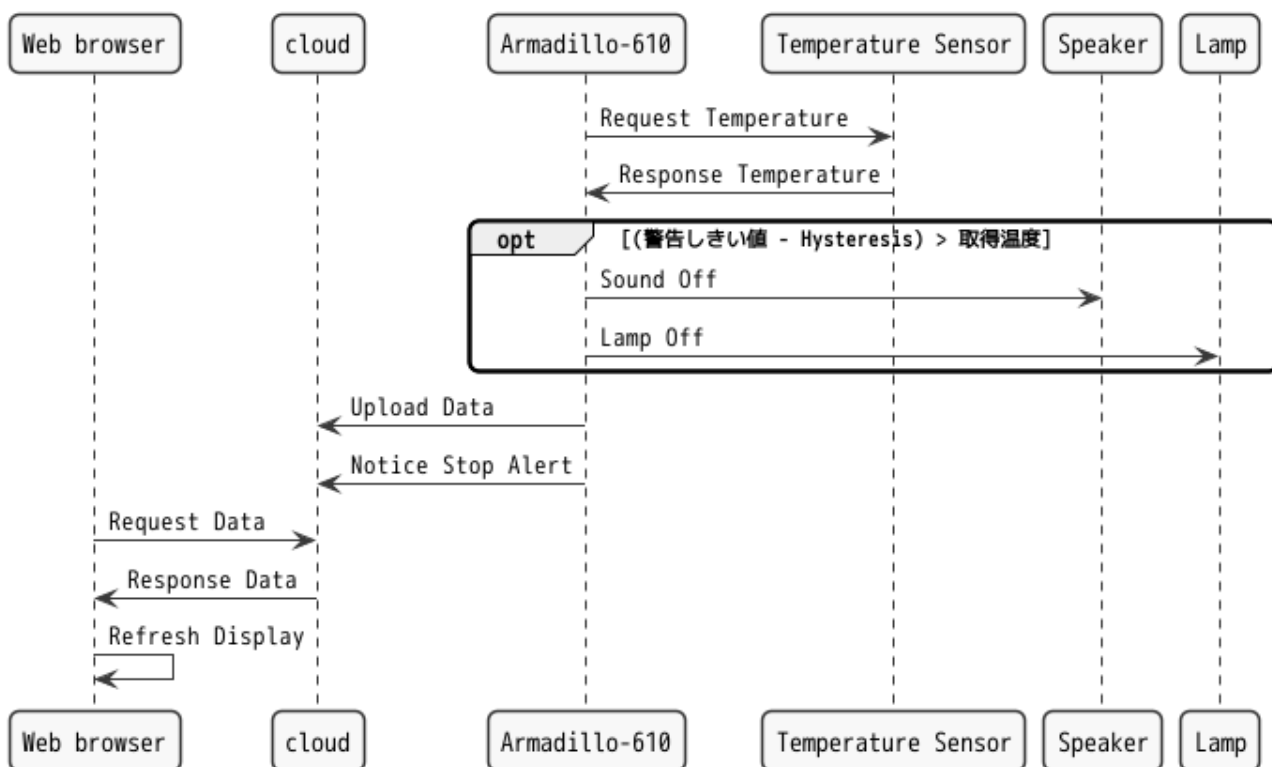 Web browser cloud Armadillo-610 Temperature Sensor Speaker Lamp
Request Temperature
Response Temperature
opt [(警告しきい値 - Hysteresis) > 取得温度]
Sound Off
Lamp Off
Upload Data
Notice Stop Alert
Request Data
Response Data
Refresh Display
Web browser cloud Armadillo-610 Temperature Sensor Speaker Lamp